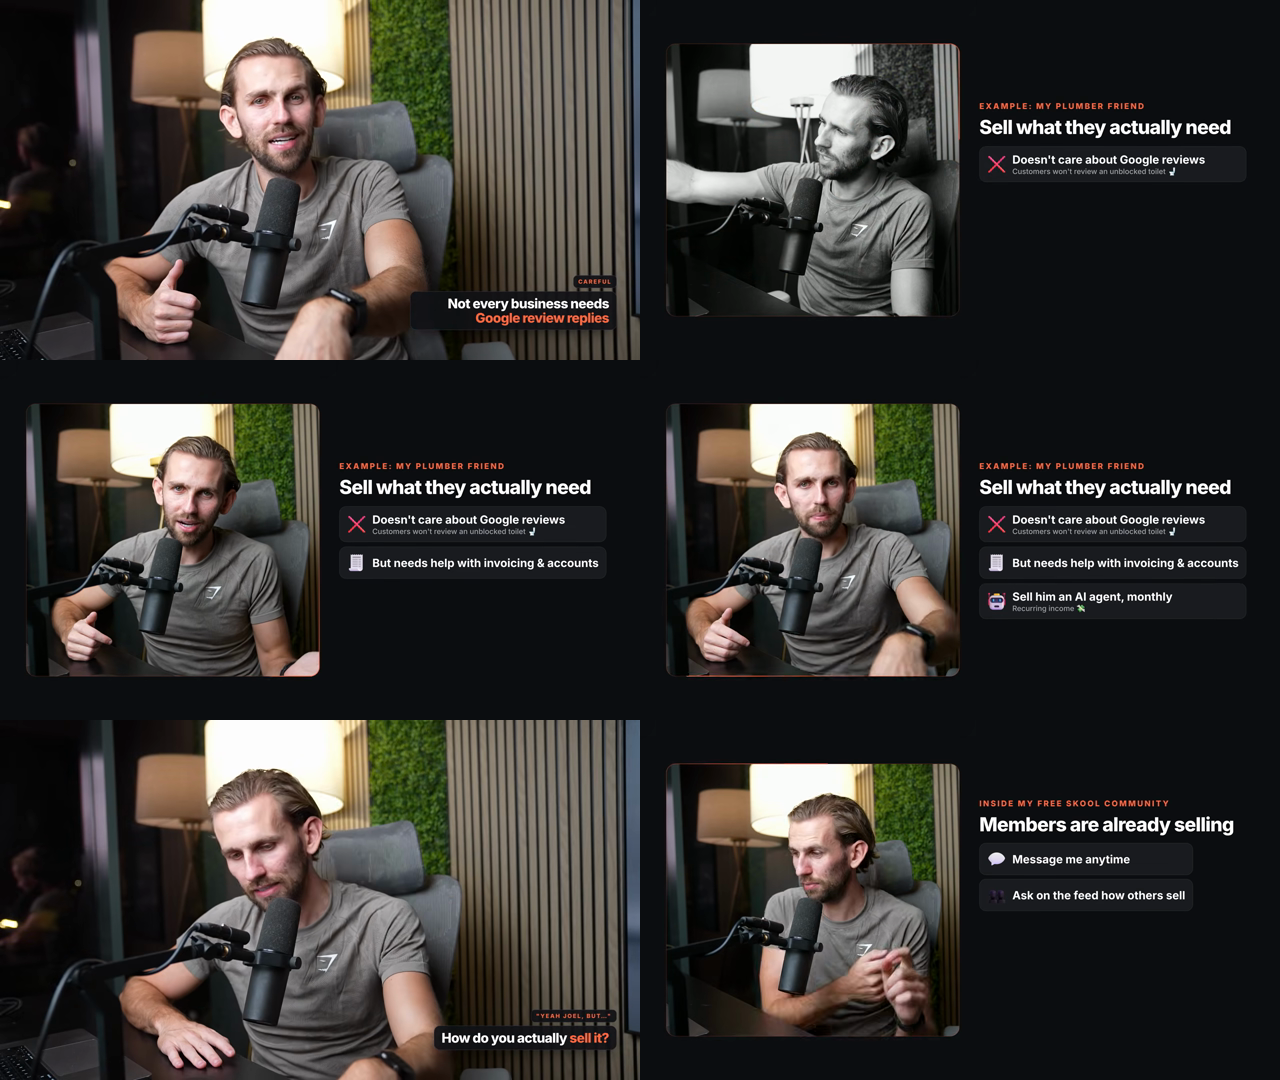 CAREFUL
Not every business needs
Google review replies
EXAMPLE: MY PLUMBER FRIEND
Sell what they actually need
Doesn't care about Google reviews
Customers won't review an unblocked toilet 🚽
EXAMPLE: MY PLUMBER FRIEND
Sell what they actually need
Doesn't care about Google reviews
Customers won't review an unblocked toilet 🚽
But needs help with invoicing & accounts
EXAMPLE: MY PLUMBER FRIEND
Sell what they actually need
Doesn't care about Google reviews
Customers won't review an unblocked toilet 🚽
But needs help with invoicing & accounts
Sell him an AI agent, monthly
Recurring income 💸
"YEAH JOEL, BUT..."
How do you actually sell it?
INSIDE MY FREE SKOOL COMMUNITY
Members are already selling
Message me anytime
Ask on the feed how others sell